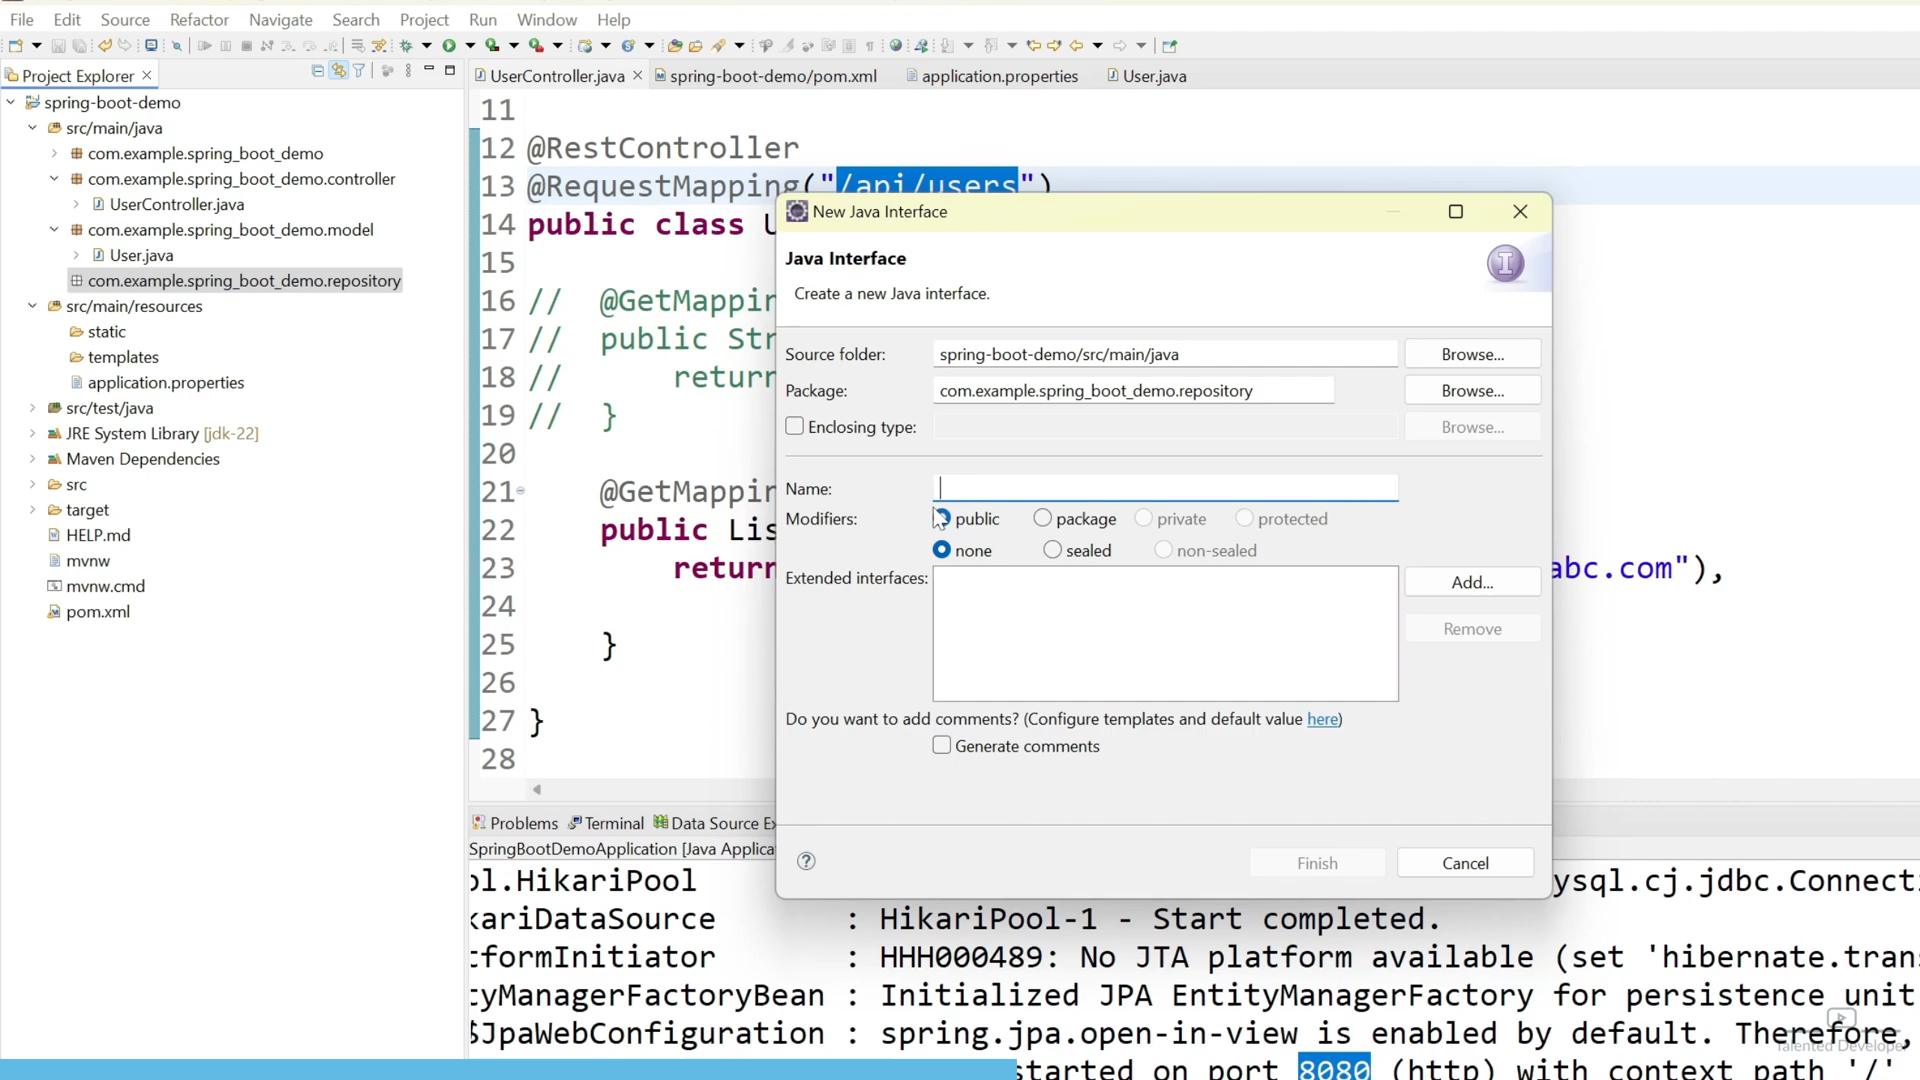 File Edit Source Refactor Navigate Search Project Run Window Help
Project Explorer
UserController.java
spring-boot-demo/pom.xml
application.properties
User.java
spring-boot-demo
src/main/java
com.example.spring_boot_demo
com.example.spring_boot_demo.controller
UserController.java
com.example.spring_boot_demo.model
User.java
com.example.spring_boot_demo.repository
src/main/resources
static
templates
application.properties
src/test/java
JRE System Library [jdk-22]
Maven Dependencies
src
target
HELP.md
mvnw
mvnw.cmd
pom.xml
11
12 @RestController
13 @RequestMapping("/api/users")
14 public class U
15
16 // @GetMappin
17 // public Str
18 // return
19 // }
20
21 @GetMappin
22 public Lis
23 return abc.com"),
24
25 }
26
27 }
28
New Java Interface
Java Interface
Create a new Java interface.
Source folder: spring-boot-demo/src/main/java Browse...
Package: com.example.spring_boot_demo.repository Browse...
Enclosing type: Browse...
Name:
Modifiers: public package private protected
none sealed non-sealed
Extended interfaces: Add...
Remove
Do you want to add comments? (Configure templates and default value here)
Generate comments
Finish Cancel
Problems Terminal Data Source Ex
SpringBootDemoApplication [Java Applica
ol.HikariPool ysql.cj.jdbc.Connecti
kariDataSource : HikariPool-1 - Start completed.
tformInitiator : HHH000489: No JTA platform available (set 'hibernate.trans
tyManagerFactoryBean : Initialized JPA EntityManagerFactory for persistence unit
$JpaWebConfiguration : spring.jpa.open-in-view is enabled by default. Therefore,
started on port 8080 (http) with context path '/'
Talented Developer